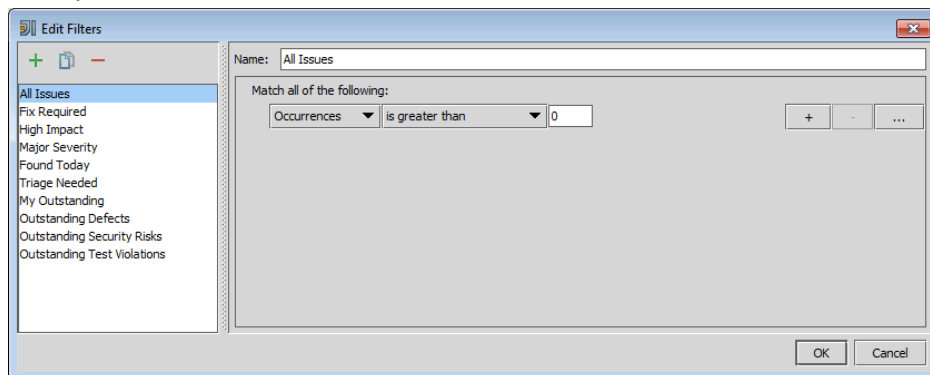 Edit Filters
Name: All Issues
All Issues
Fix Required
High Impact
Major Severity
Found Today
Triage Needed
My Outstanding
Outstanding Defects
Outstanding Security Risks
Outstanding Test Violations
Match all of the following:
Occurrences is greater than 0 + - ...
OK Cancel